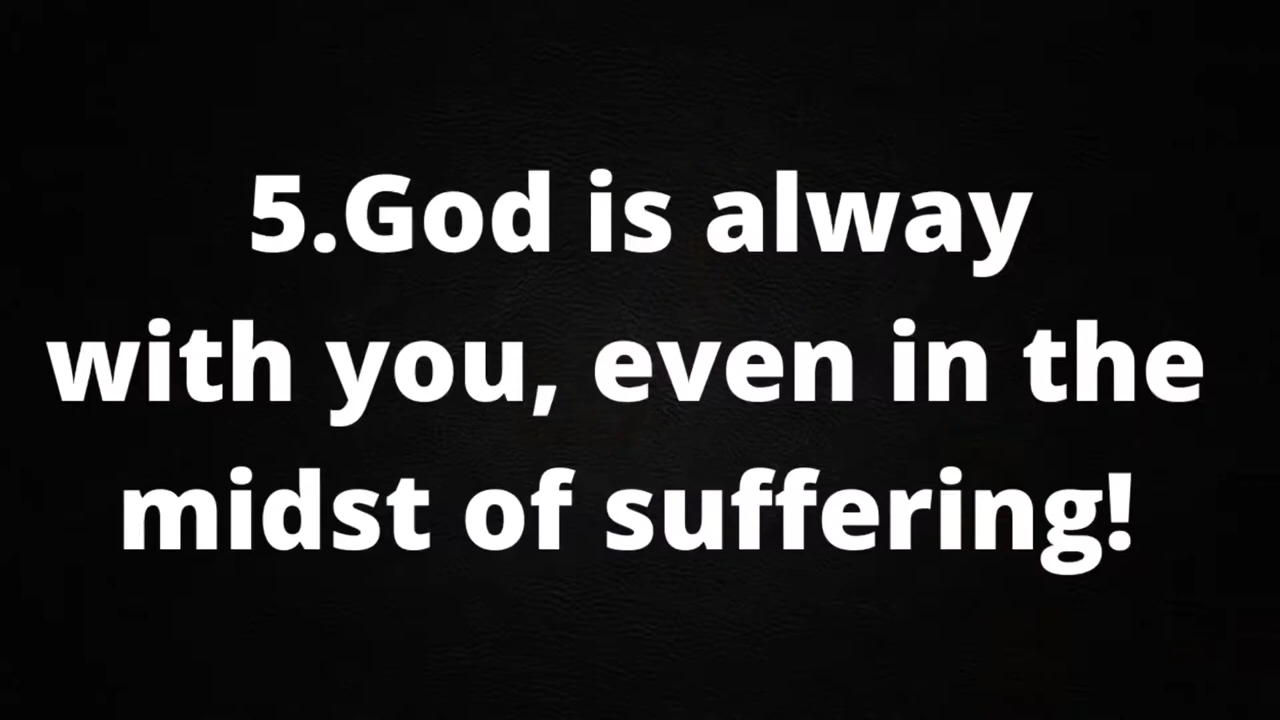 5.God is alway
with you, even in the
midst of suffering!